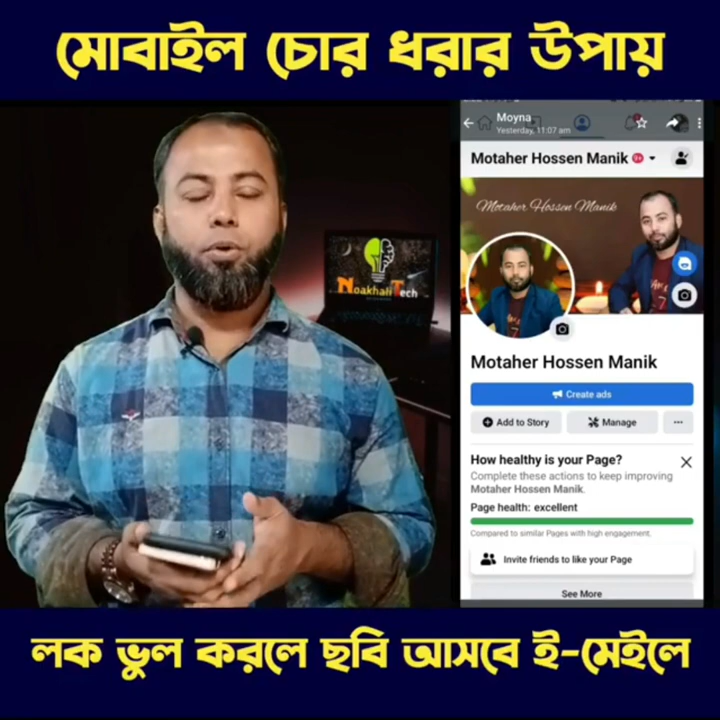 মোবাইল চোর ধরার উপায়
Moyna
Yesterday, 11:07 am
Motaher Hossen Manik 9+
Motaher Hossen Manik
NoakhaliTech
Motaher Hossen Manik
Create ads
Add to Story
Manage
How healthy is your Page?
Complete these actions to keep improving
Motaher Hossen Manik.
Page health: excellent
Compared to similar Pages with high engagement.
Invite friends to like your Page
See More
লক ভুল করলে ছবি আসবে ই-মেইলে